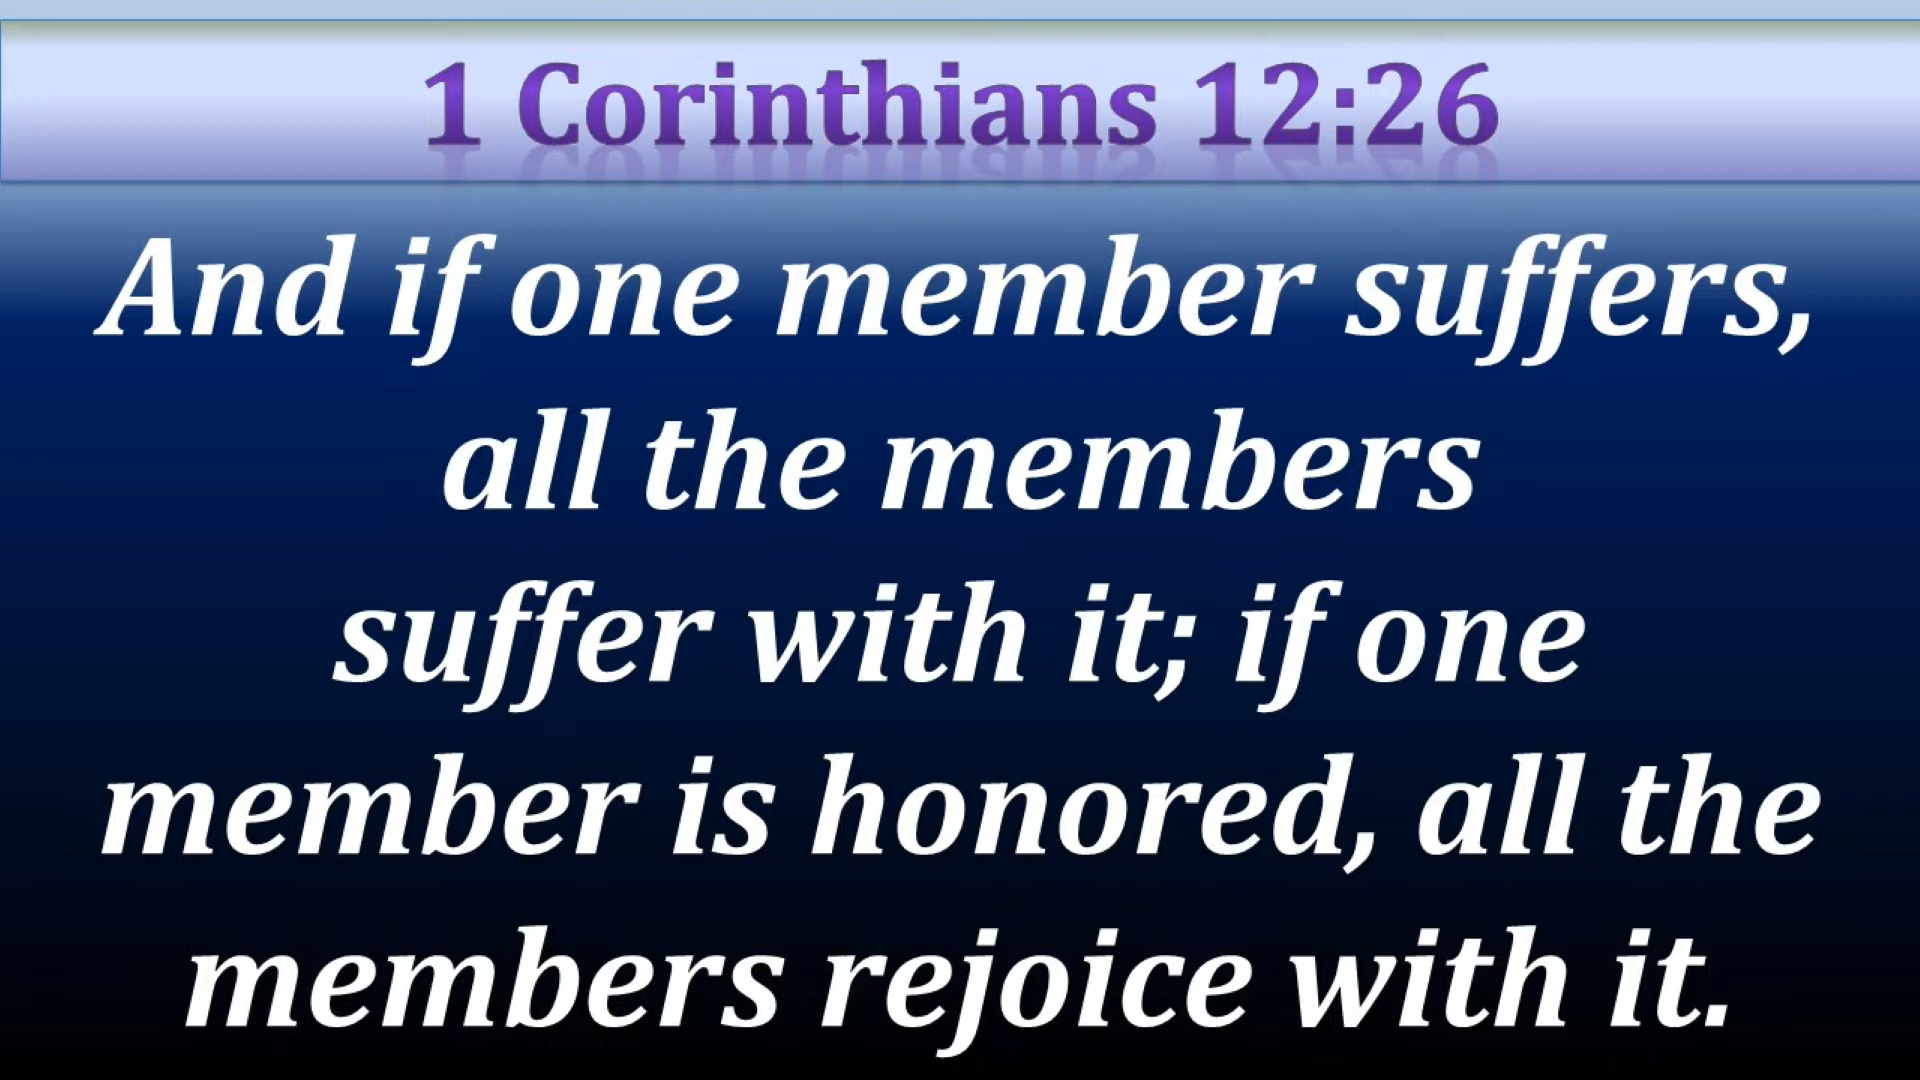 1 Corinthians 12:26
And if one member suffers,
all the members
suffer with it; if one
member is honored, all the
members rejoice with it.